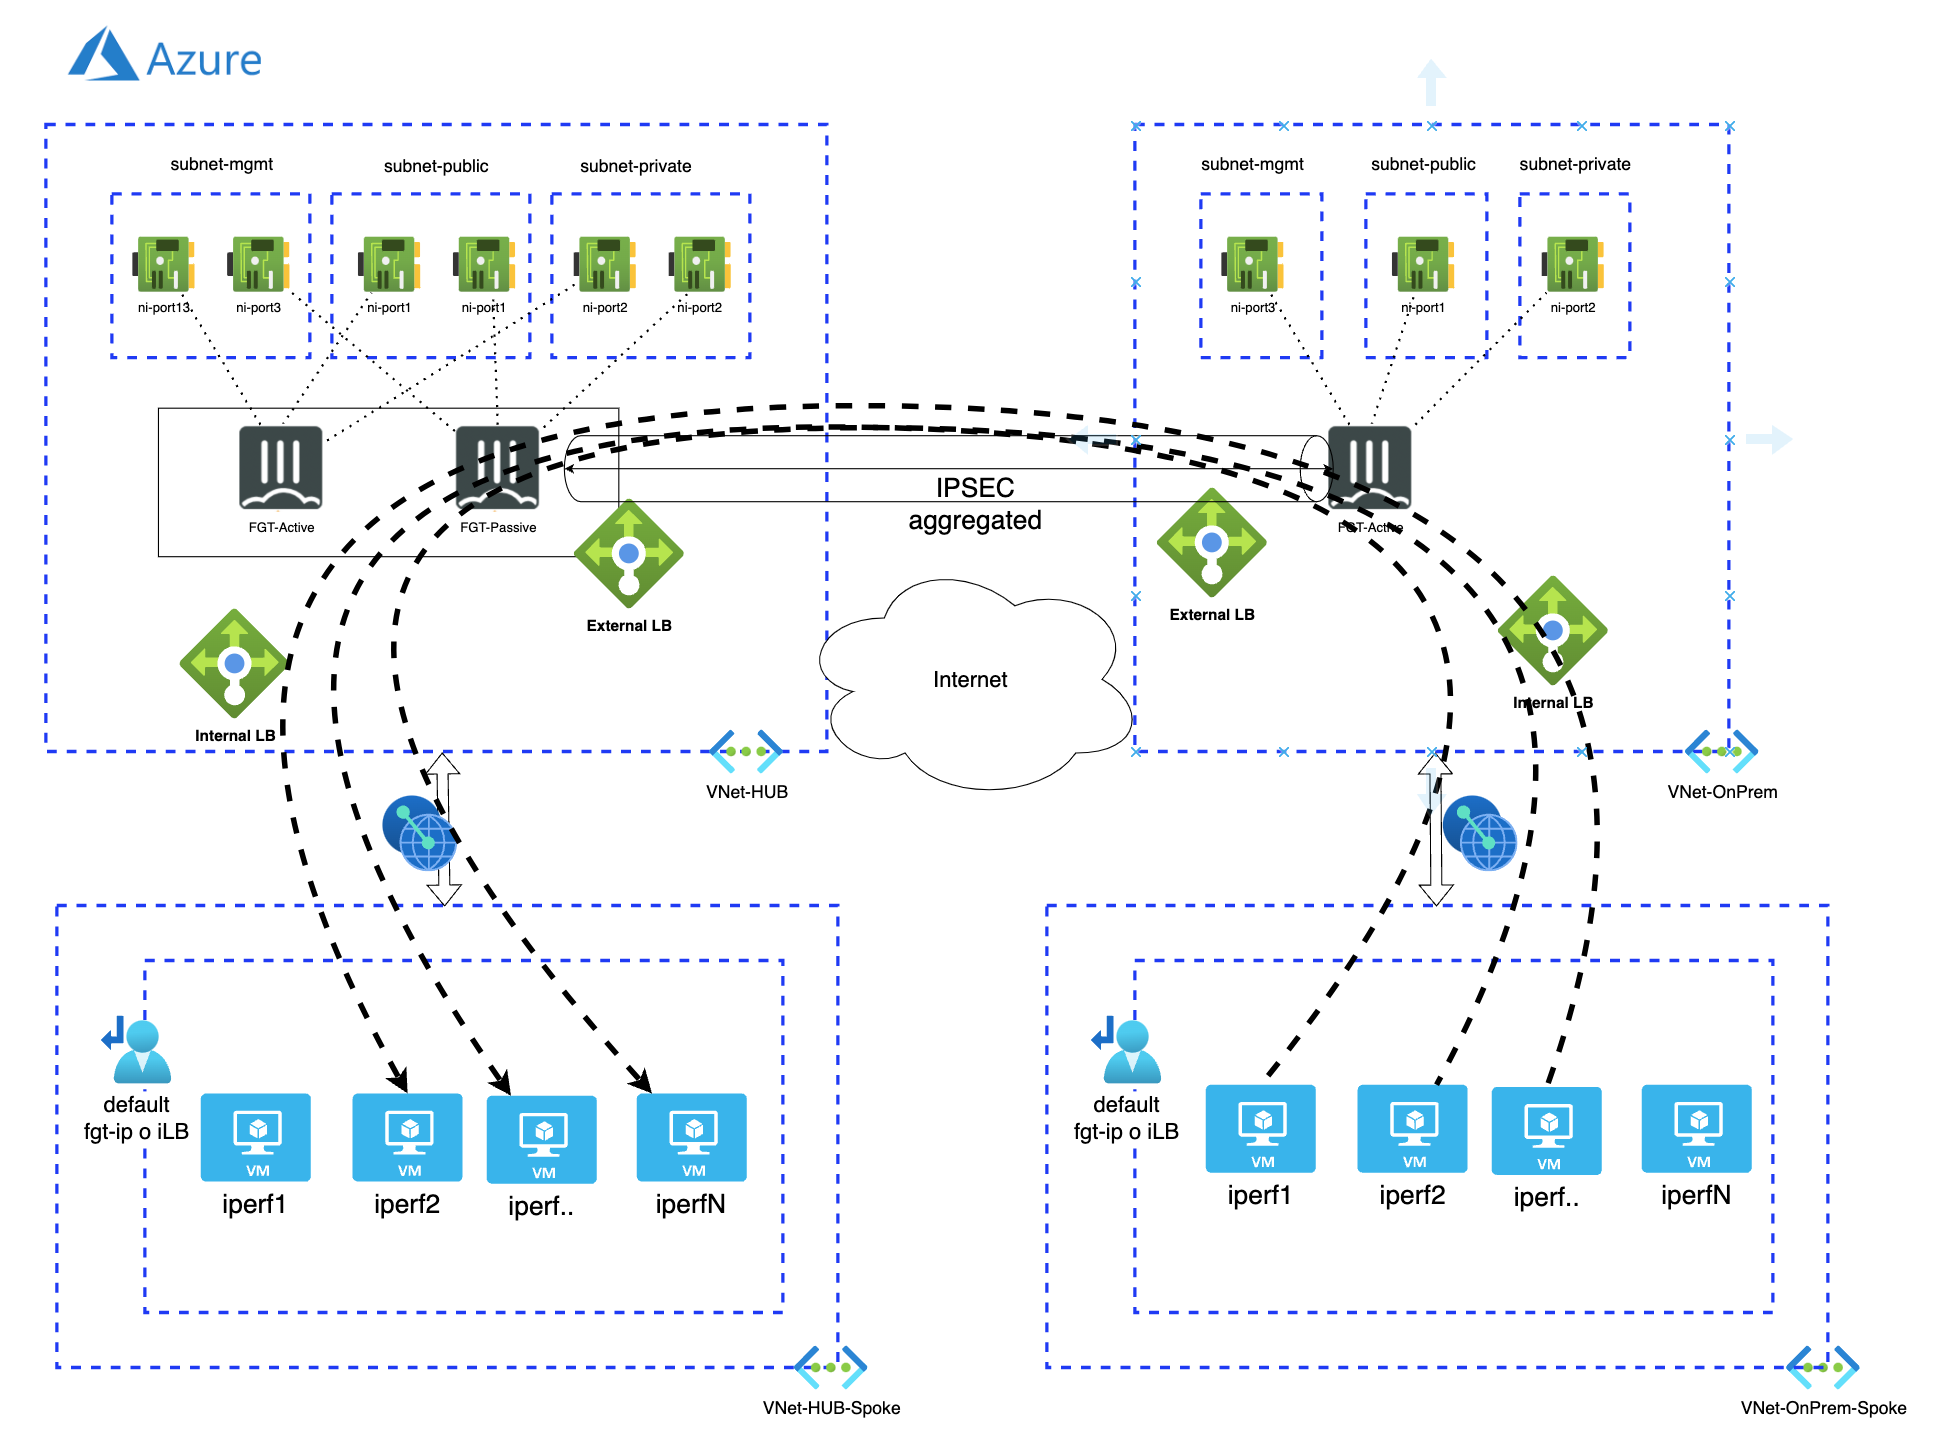 Azure
subnet-mgmt
subnet-public
subnet-private
ni-port13
ni-port3
ni-port1
ni-port1
ni-port2
ni-port2
FGT-Active
FGT-Passive
External LB
Internal LB
VNet-HUB
IPSEC
aggregated
Internet
subnet-mgmt
subnet-public
subnet-private
ni-port3
ni-port1
ni-port2
FGT-Active
External LB
Internal LB
VNet-OnPrem
default
fgt-ip o iLB
VM
VM
VM
VM
iperf1
iperf2
iperf..
iperfN
VNet-HUB-Spoke
default
fgt-ip o iLB
VM
VM
VM
VM
iperf1
iperf2
iperf..
iperfN
VNet-OnPrem-Spoke